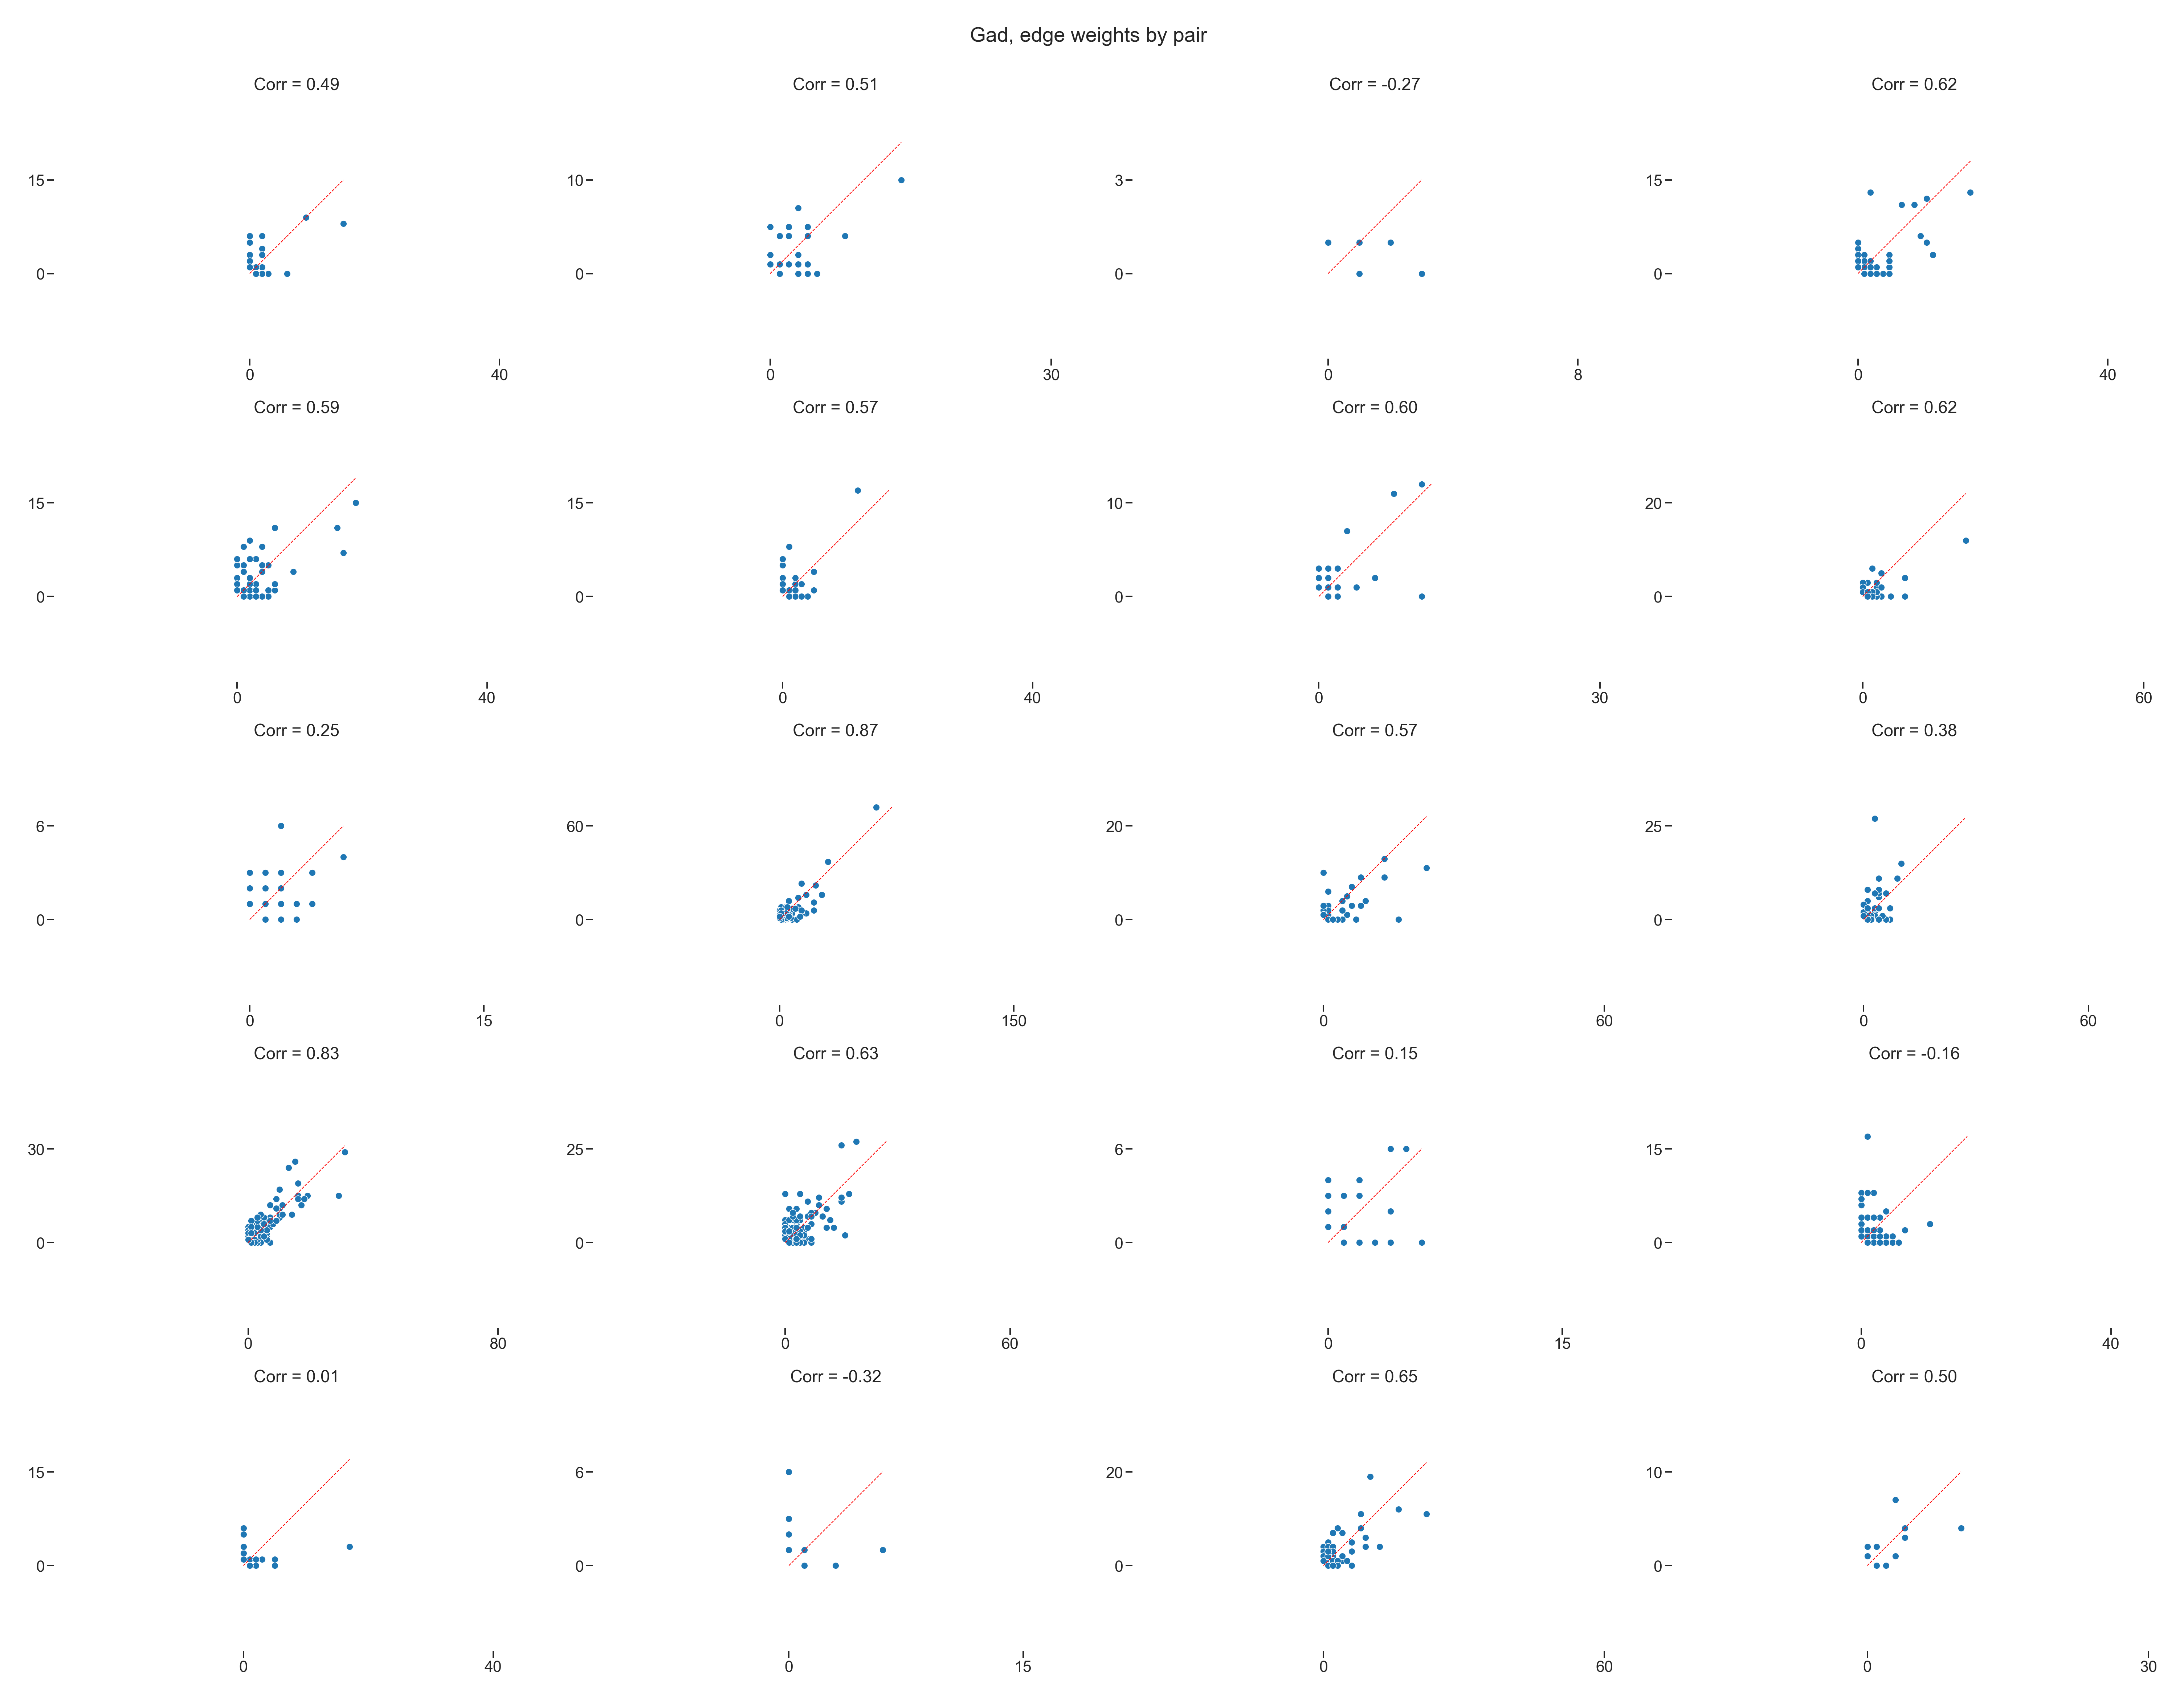 Gad, edge weights by pair
Corr = 0.49
Corr = 0.51
Corr = -0.27
Corr = 0.62
15
0
10
0
3
0
15
0
0 40
0 30
0 8
0 40
Corr = 0.59
Corr = 0.57
Corr = 0.60
Corr = 0.62
15
0
15
0
10
0
20
0
0 40
0 40
0 30
0 60
Corr = 0.25
Corr = 0.87
Corr = 0.57
Corr = 0.38
6
0
60
0
20
0
25
0
0 15
0 150
0 60
0 60
Corr = 0.83
Corr = 0.63
Corr = 0.15
Corr = -0.16
30
0
25
0
6
0
15
0
0 80
0 60
0 15
0 40
Corr = 0.01
Corr = -0.32
Corr = 0.65
Corr = 0.50
15
0
6
0
20
0
10
0
0 40
0 15
0 60
0 30